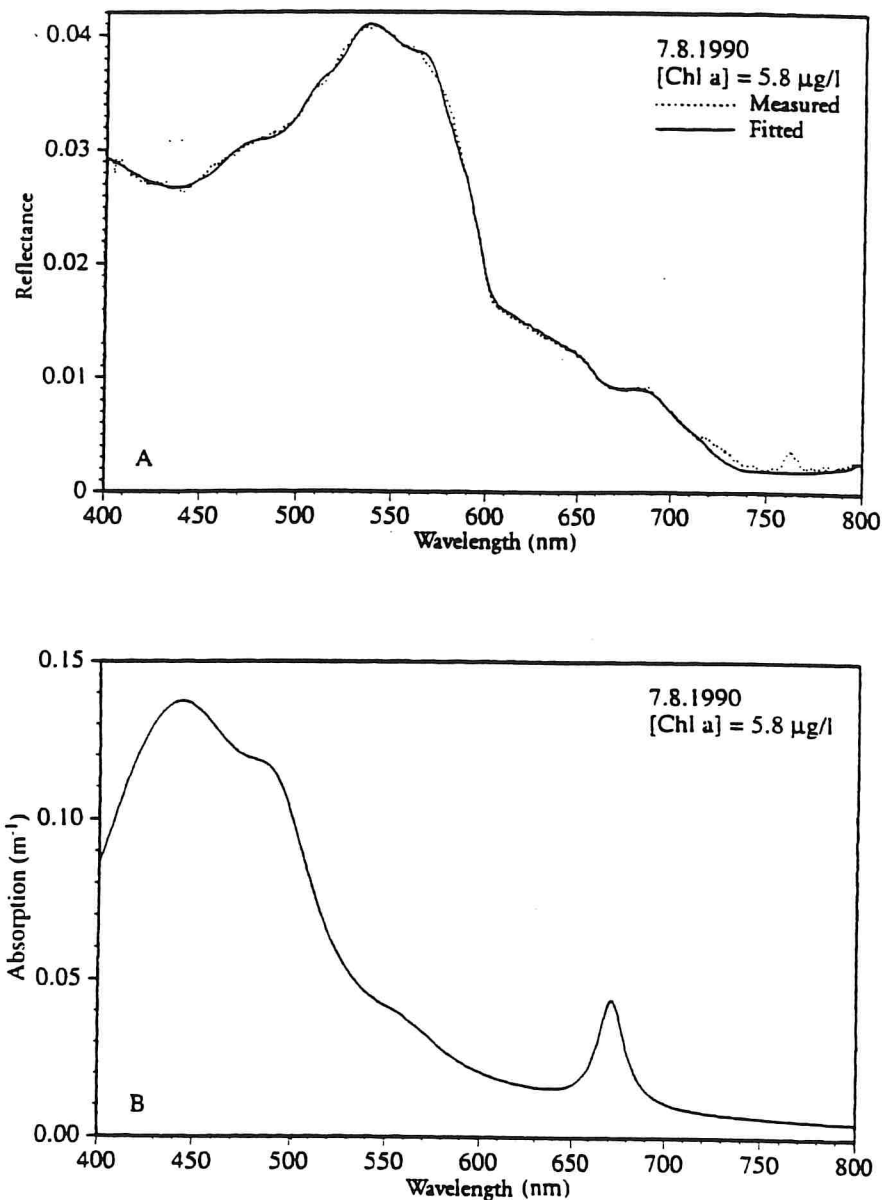 0.04
0.03
0.02
0.01
0
Reflectance
7.8.1990
[Chl a] = 5.8 µg/l
Measured
Fitted
A
400 450 500 550 600 650 700 750 800
Wavelength (nm)
0.15
0.10
0.05
0.00
Absorption (m⁻¹)
7.8.1990
[Chl a] = 5.8 µg/l
B
400 450 500 550 600 650 700 750 800
Wavelength (nm)